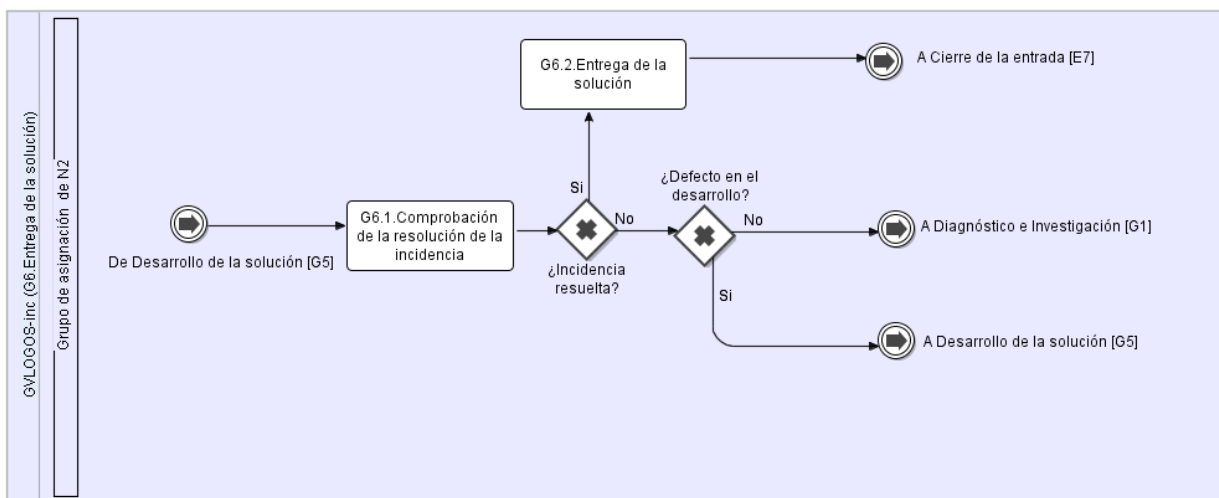 GVLOGOS-inc (G6.Entrega de la solución)
Grupo de asignación de N2
G6.2.Entrega de la
solución
A Cierre de la entrada [E7]
De Desarrollo de la solución [G5]
G6.1.Comprobación
de la resolución de la
incidencia
Si
No
¿Incidencia
resuelta?
¿Defecto en el
desarrollo?
No
A Diagnóstico e Investigación [G1]
Si
A Desarrollo de la solución [G5]